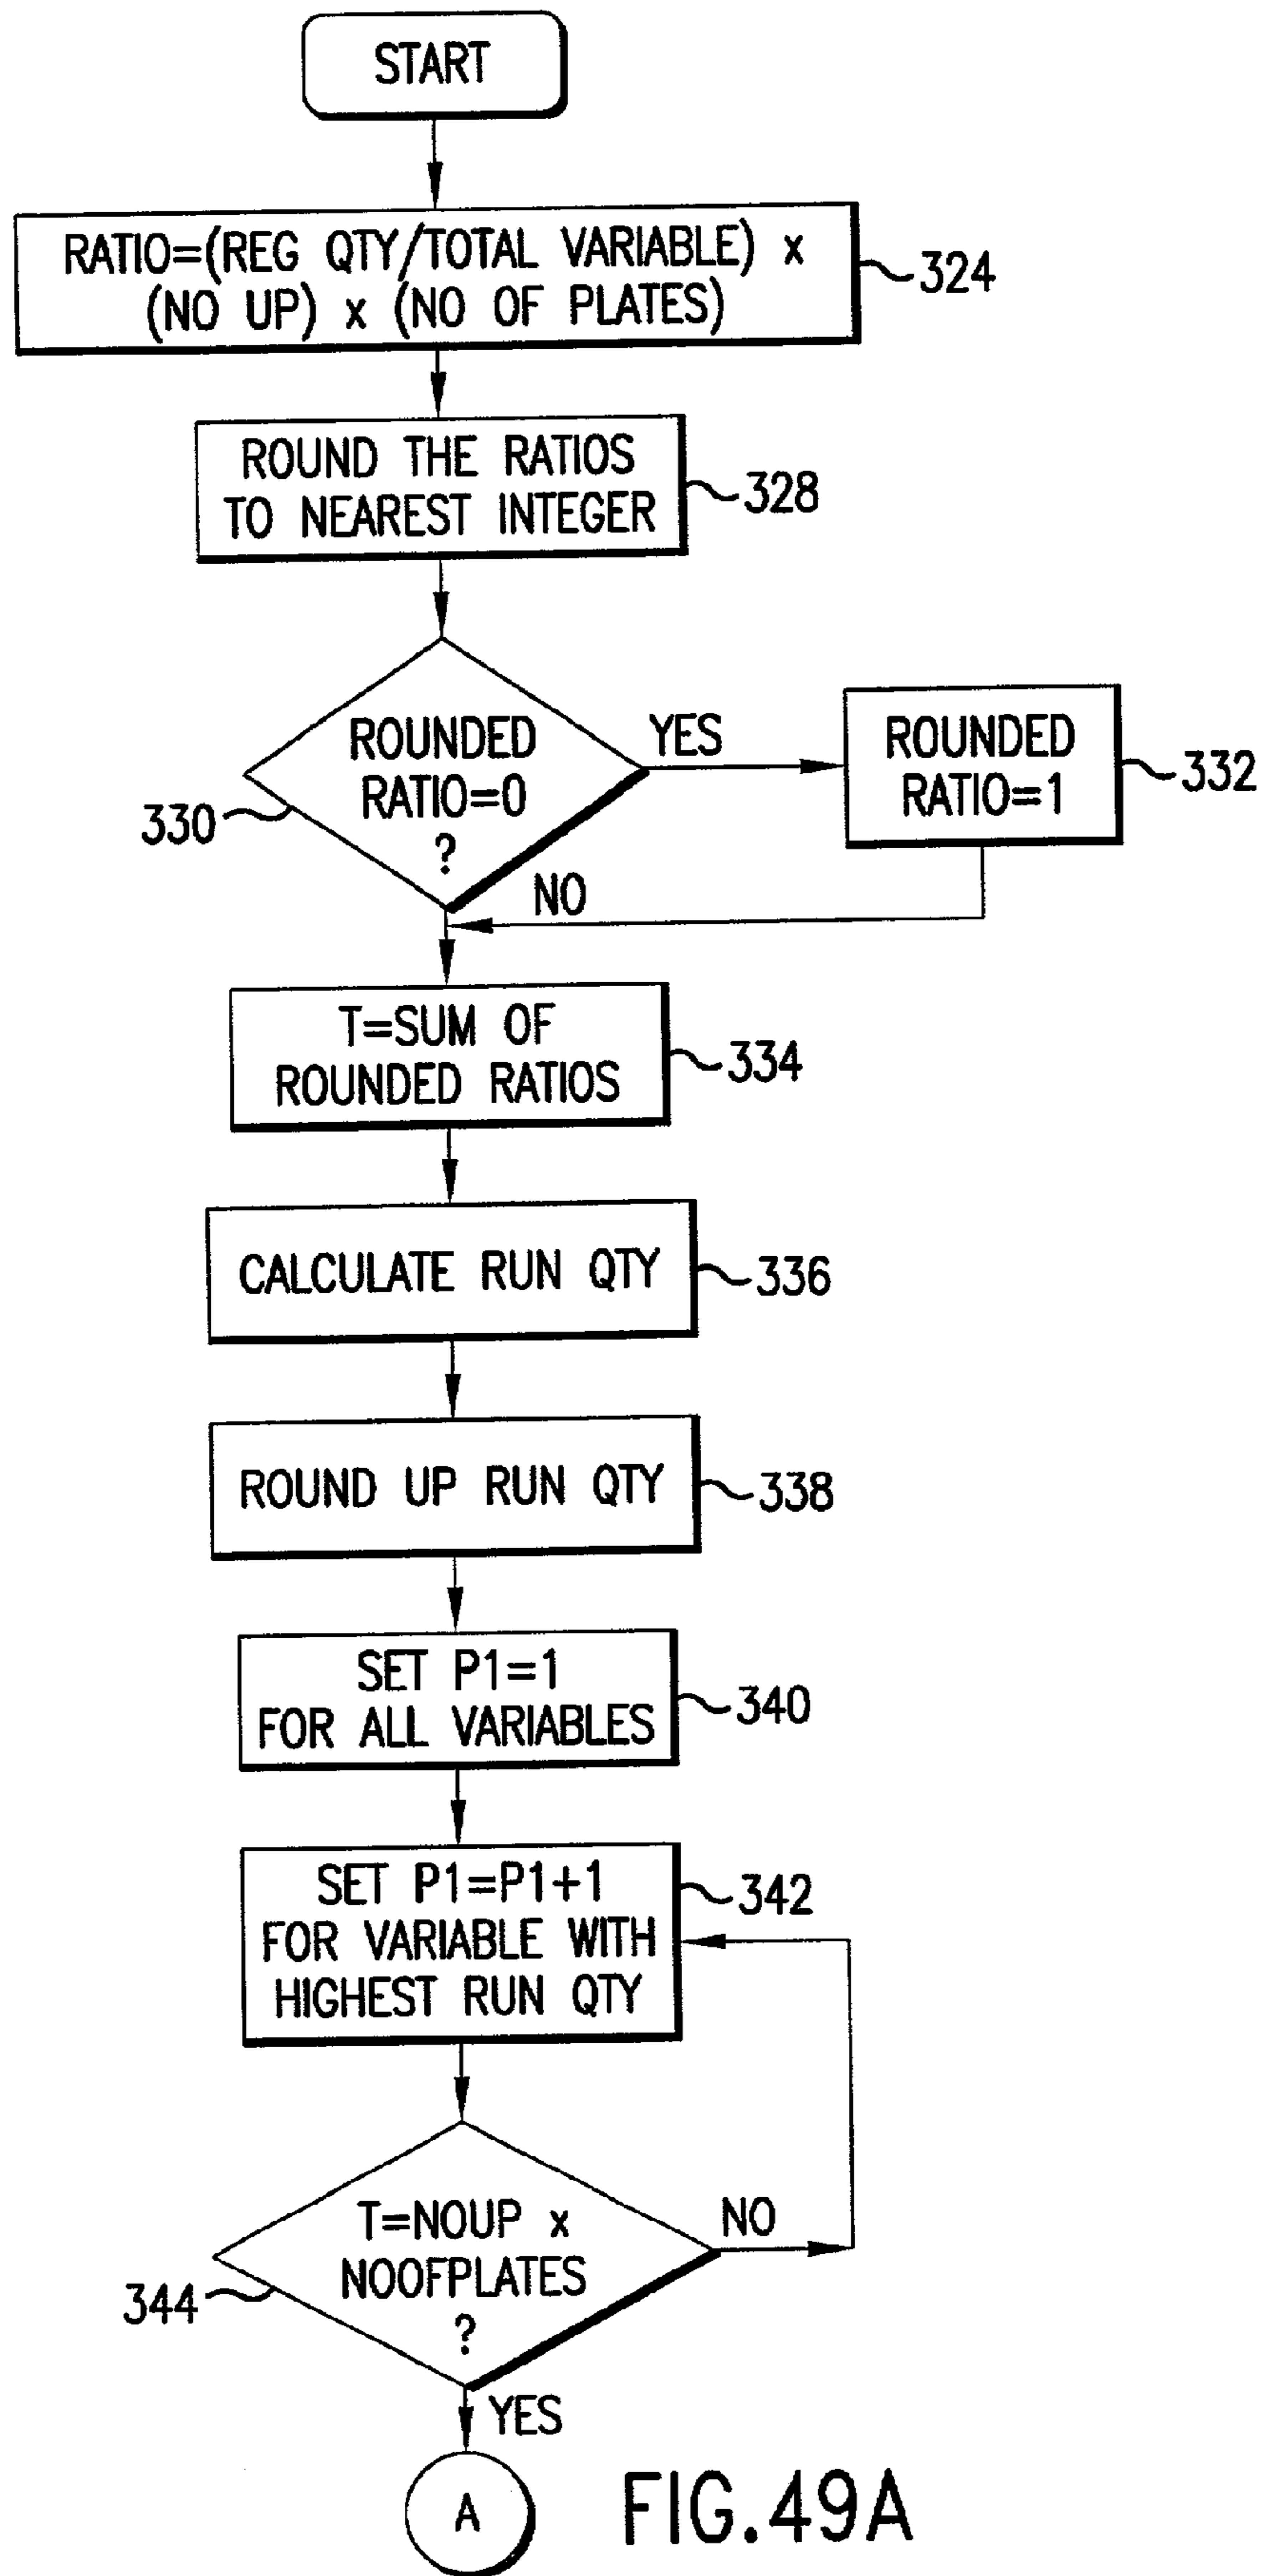 START
RATIO=(REG QTY/TOTAL VARIABLE) x
(NO UP) x (NO OF PLATES)
324
ROUND THE RATIOS
TO NEAREST INTEGER
328
ROUNDED
RATIO=0
?
330
YES
ROUNDED
RATIO=1
332
NO
T=SUM OF
ROUNDED RATIOS
334
CALCULATE RUN QTY
336
ROUND UP RUN QTY
338
SET P1=1
FOR ALL VARIABLES
340
SET P1=P1+1
FOR VARIABLE WITH
HIGHEST RUN QTY
342
T=NOUP x
NOOFPLATES
?
344
NO
YES
A
FIG.49A